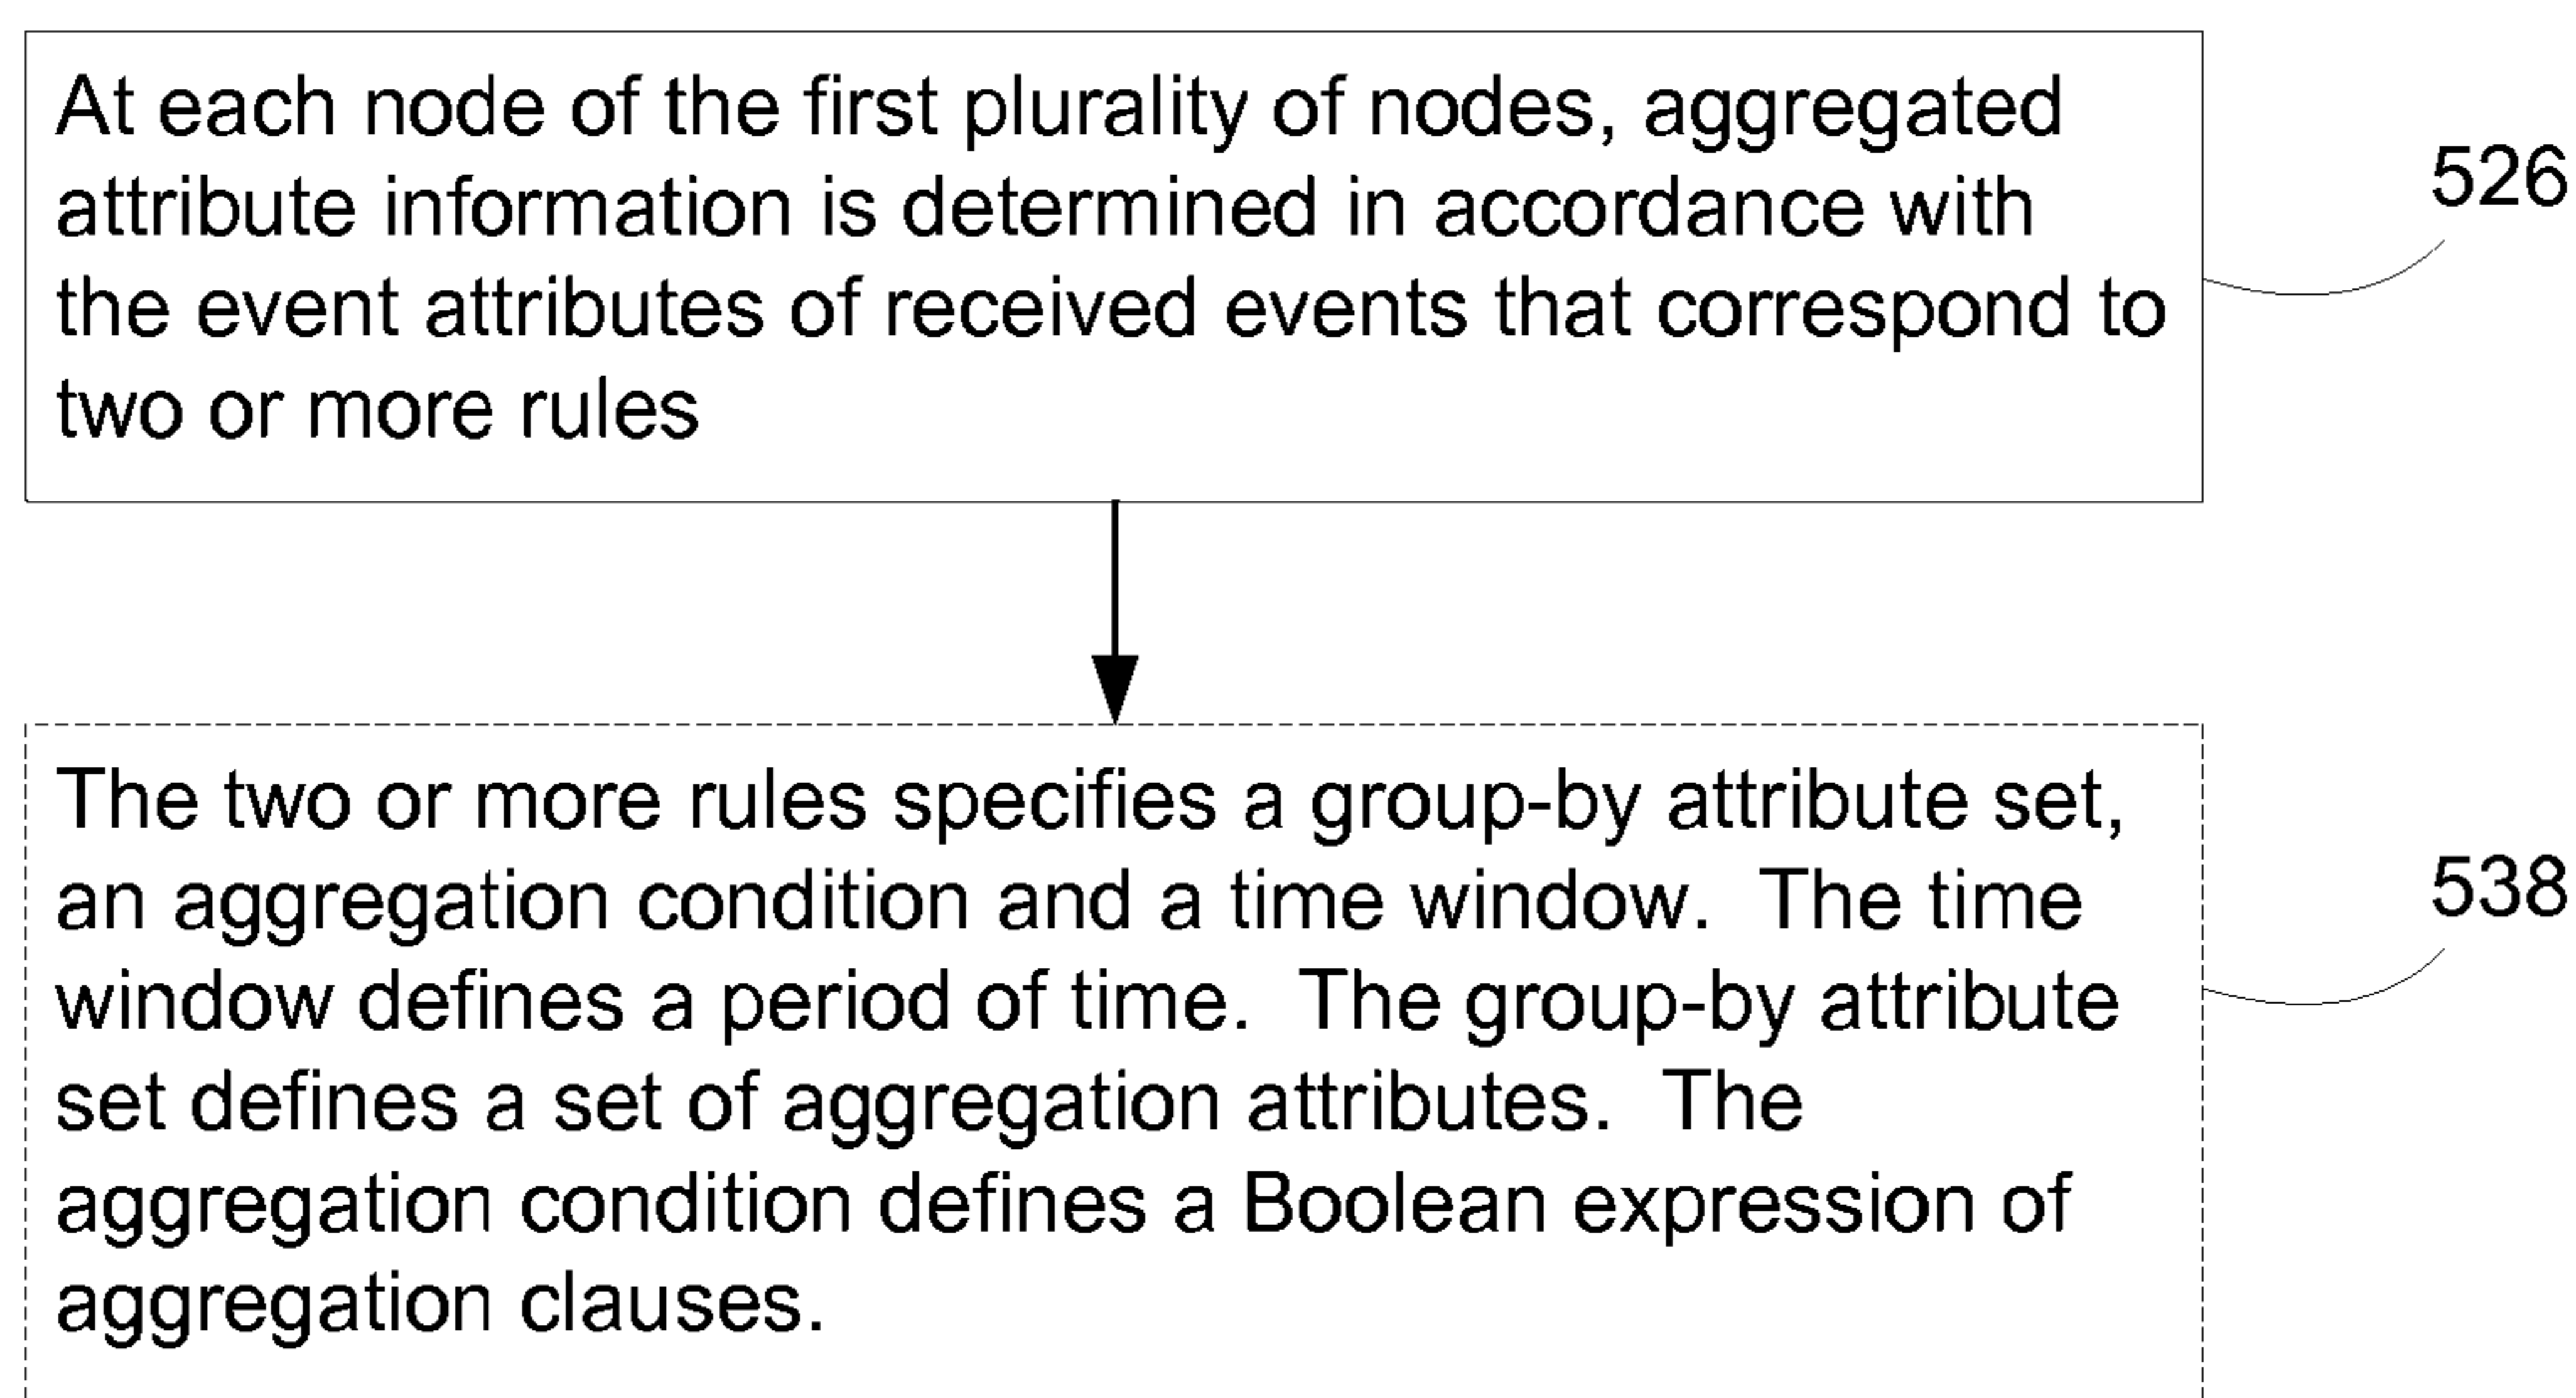 At each node of the first plurality of nodes, aggregated
attribute information is determined in accordance with
the event attributes of received events that correspond to
two or more rules
526
The two or more rules specifies a group-by attribute set,
an aggregation condition and a time window. The time
window defines a period of time. The group-by attribute
set defines a set of aggregation attributes. The
aggregation condition defines a Boolean expression of
aggregation clauses.
538